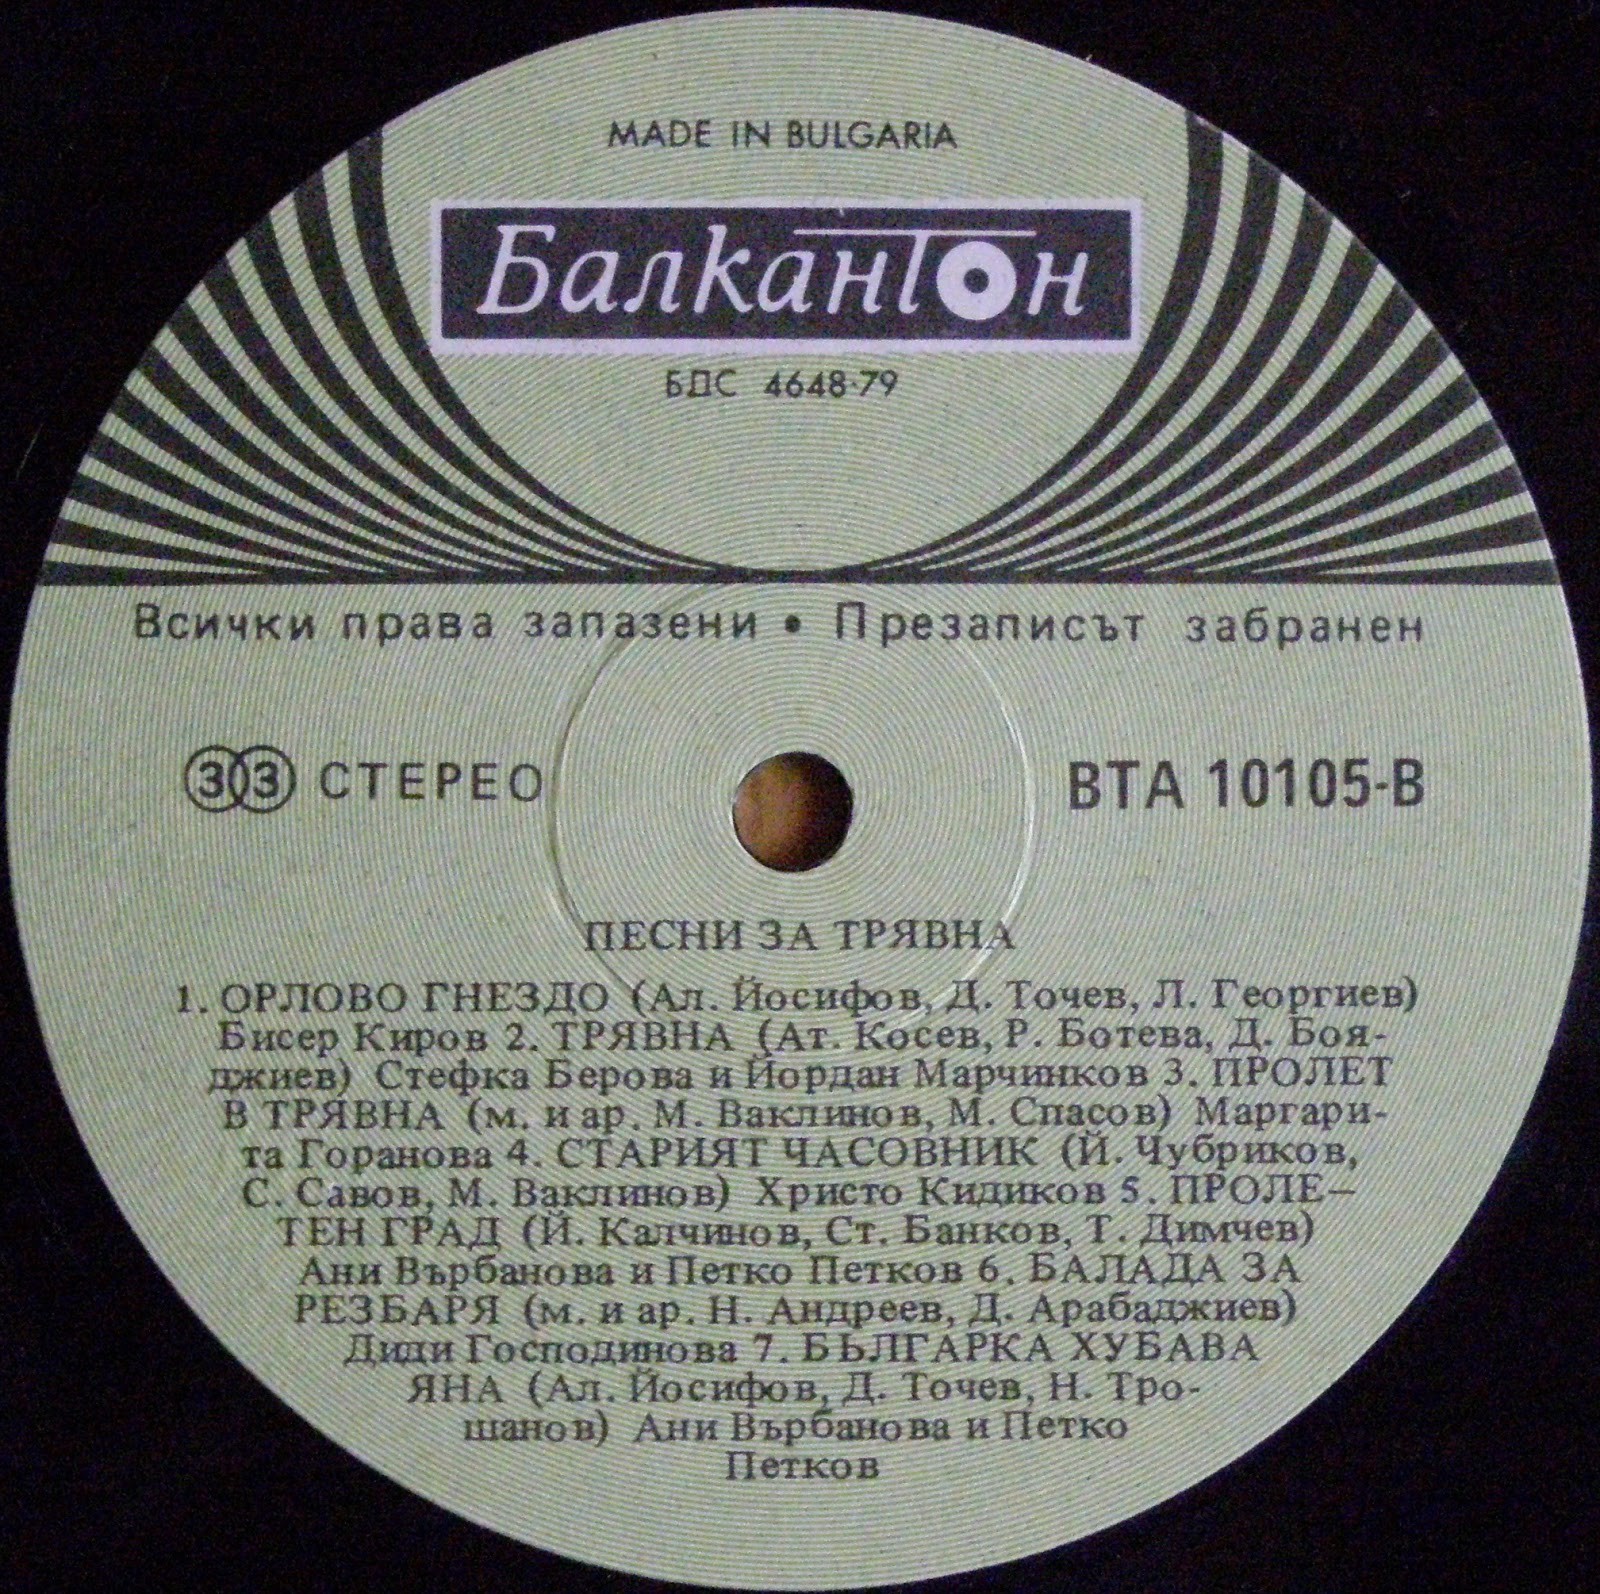 MADE IN BULGARIA
Балкантон
БДС 4648·79
Всички права запазени • Презаписът забранен
33 СТЕРЕО
ВТА 10105-В
ПЕСНИ ЗА ТРЯВНА
1. ОРЛОВО ГНЕЗДО (Ал. Йосифов, Д. Точев, Л. Георгиев)
Бисер Киров 2. ТРЯВНА (Ат. Косев, Р. Ботева, Д. Боя-
джиев) Стефка Берова и Йордан Марчинков 3. ПРОЛЕТ
В ТРЯВНА (м. и ар. М. Ваклинов, М. Спасов) Маргари-
та Горанова 4. СТАРИЯТ ЧАСОВНИК (Й. Чубриков,
С. Савов, М. Ваклинов) Христо Кидиков 5. ПРОЛЕ–
ТЕН ГРАД (Й. Калчинов, Ст. Банков, Т. Димчев)
Ани Върбанова и Петко Петков 6. БАЛАДА ЗА
РЕЗБАРЯ (м. и ар. Н. Андреев, Д. Арабаджиев)
Диди Господинова 7. БЪЛГАРКА ХУБАВА
ЯНА (Ал. Йосифов, Д. Точев, Н. Тро-
шанов) Ани Върбанова и Петко
Петков